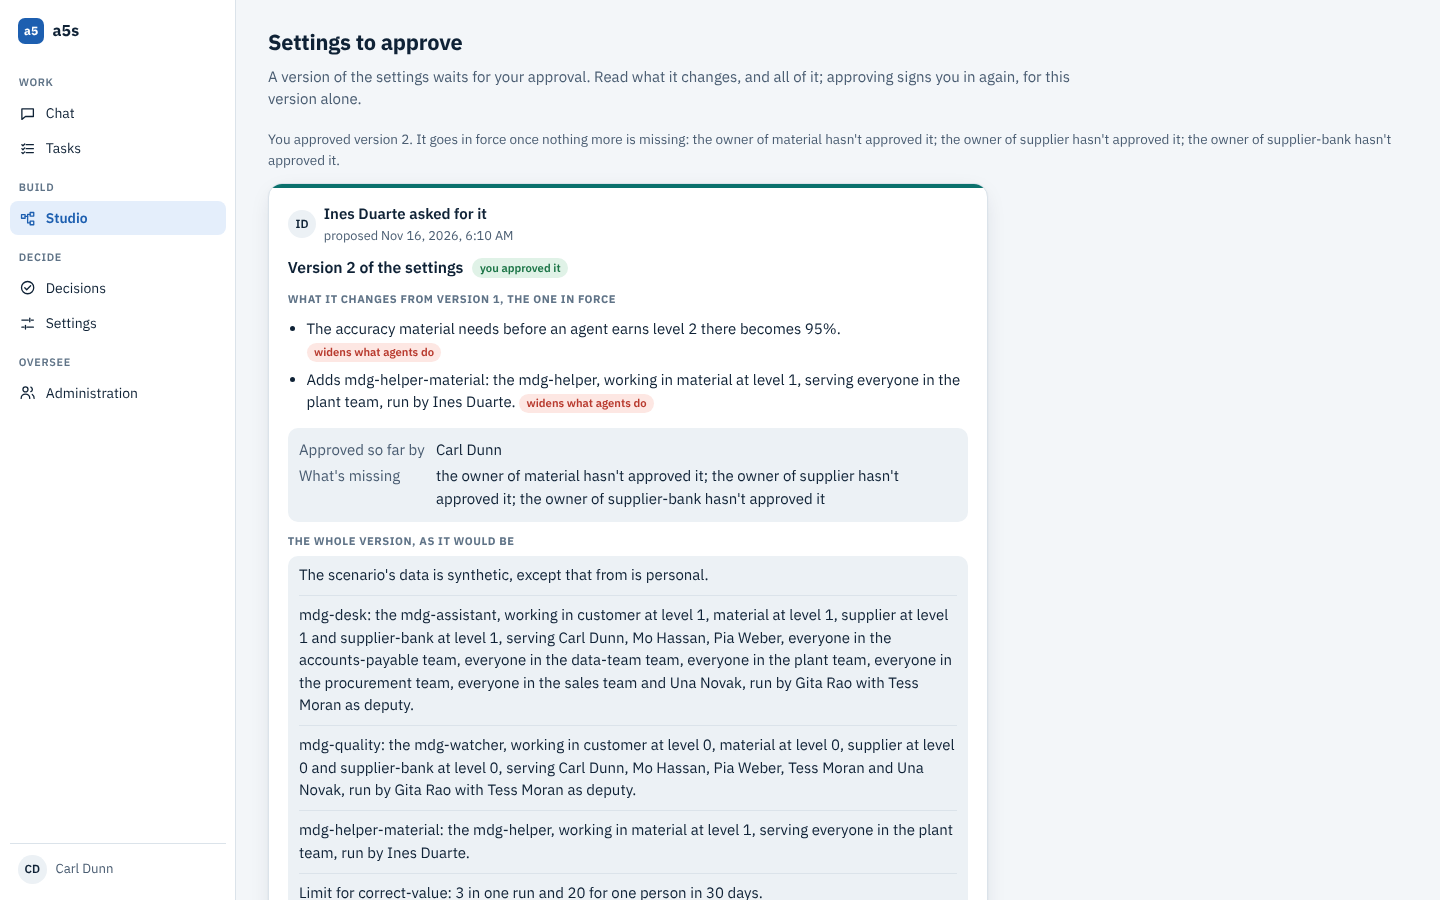 a5 a5s
WORK
Chat
Tasks
BUILD
Studio
DECIDE
Decisions
Settings
OVERSEE
Administration
CD Carl Dunn
Settings to approve
A version of the settings waits for your approval. Read what it changes, and all of it; approving signs you in again, for this
version alone.
You approved version 2. It goes in force once nothing more is missing: the owner of material hasn't approved it; the owner of supplier hasn't approved it; the owner of supplier-bank hasn't
approved it.
ID Ines Duarte asked for it
proposed Nov 16, 2026, 6:10 AM
Version 2 of the settings you approved it
WHAT IT CHANGES FROM VERSION 1, THE ONE IN FORCE
• The accuracy material needs before an agent earns level 2 there becomes 95%.
widens what agents do
• Adds mdg-helper-material: the mdg-helper, working in material at level 1, serving everyone in the
plant team, run by Ines Duarte. widens what agents do
Approved so far by Carl Dunn
What's missing the owner of material hasn't approved it; the owner of supplier hasn't
approved it; the owner of supplier-bank hasn't approved it
THE WHOLE VERSION, AS IT WOULD BE
The scenario's data is synthetic, except that from is personal.
mdg-desk: the mdg-assistant, working in customer at level 1, material at level 1, supplier at level
1 and supplier-bank at level 1, serving Carl Dunn, Mo Hassan, Pia Weber, everyone in the
accounts-payable team, everyone in the data-team team, everyone in the plant team, everyone in
the procurement team, everyone in the sales team and Una Novak, run by Gita Rao with Tess
Moran as deputy.
mdg-quality: the mdg-watcher, working in customer at level 0, material at level 0, supplier at level
0 and supplier-bank at level 0, serving Carl Dunn, Mo Hassan, Pia Weber, Tess Moran and Una
Novak, run by Gita Rao with Tess Moran as deputy.
mdg-helper-material: the mdg-helper, working in material at level 1, serving everyone in the plant
team, run by Ines Duarte.
Limit for correct-value: 3 in one run and 20 for one person in 30 days.